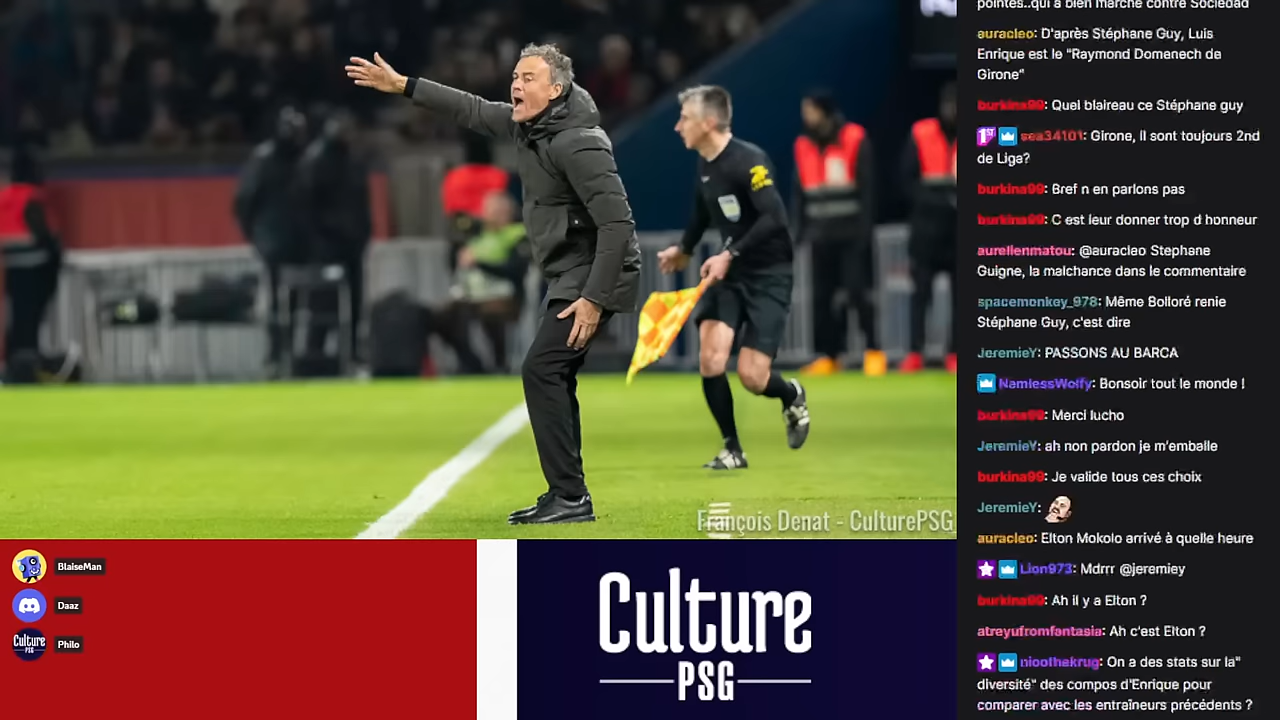 pointes..qui a bien marché contre Sociedad
auracleo: D'après Stéphane Guy, Luis
Enrique est le "Raymond Domenech de
Girone"
burkina99: Quel blaireau ce Stéphane guy
sea34101: Girone, il sont toujours 2nd
de Liga?
burkina99: Bref n en parlons pas
burkina99: C est leur donner trop d honneur
aurelienmatou: @auracleo Stephane
Guigne, la malchance dans le commentaire
spacemonkey_978: Même Bolloré renie
Stéphane Guy, c'est dire
JeremieY: PASSONS AU BARCA
NamlessWolfy: Bonsoir tout le monde !
burkina99: Merci lucho
JeremieY: ah non pardon je m'emballe
burkina99: Je valide tous ces choix
JeremieY:
auracleo: Elton Mokolo arrivé à quelle heure
Lion973: Mdrrr @jeremiey
burkina99: Ah il y a Elton ?
atreyufromfantasia: Ah c'est Elton ?
nioothekrug: On a des stats sur la"
diversité" des compos d'Enrique pour
comparer avec les entraîneurs précédents ?
François Denat - CulturePSG
BlaiseMan
Daaz
Culture
PSG
Philo
Culture
PSG